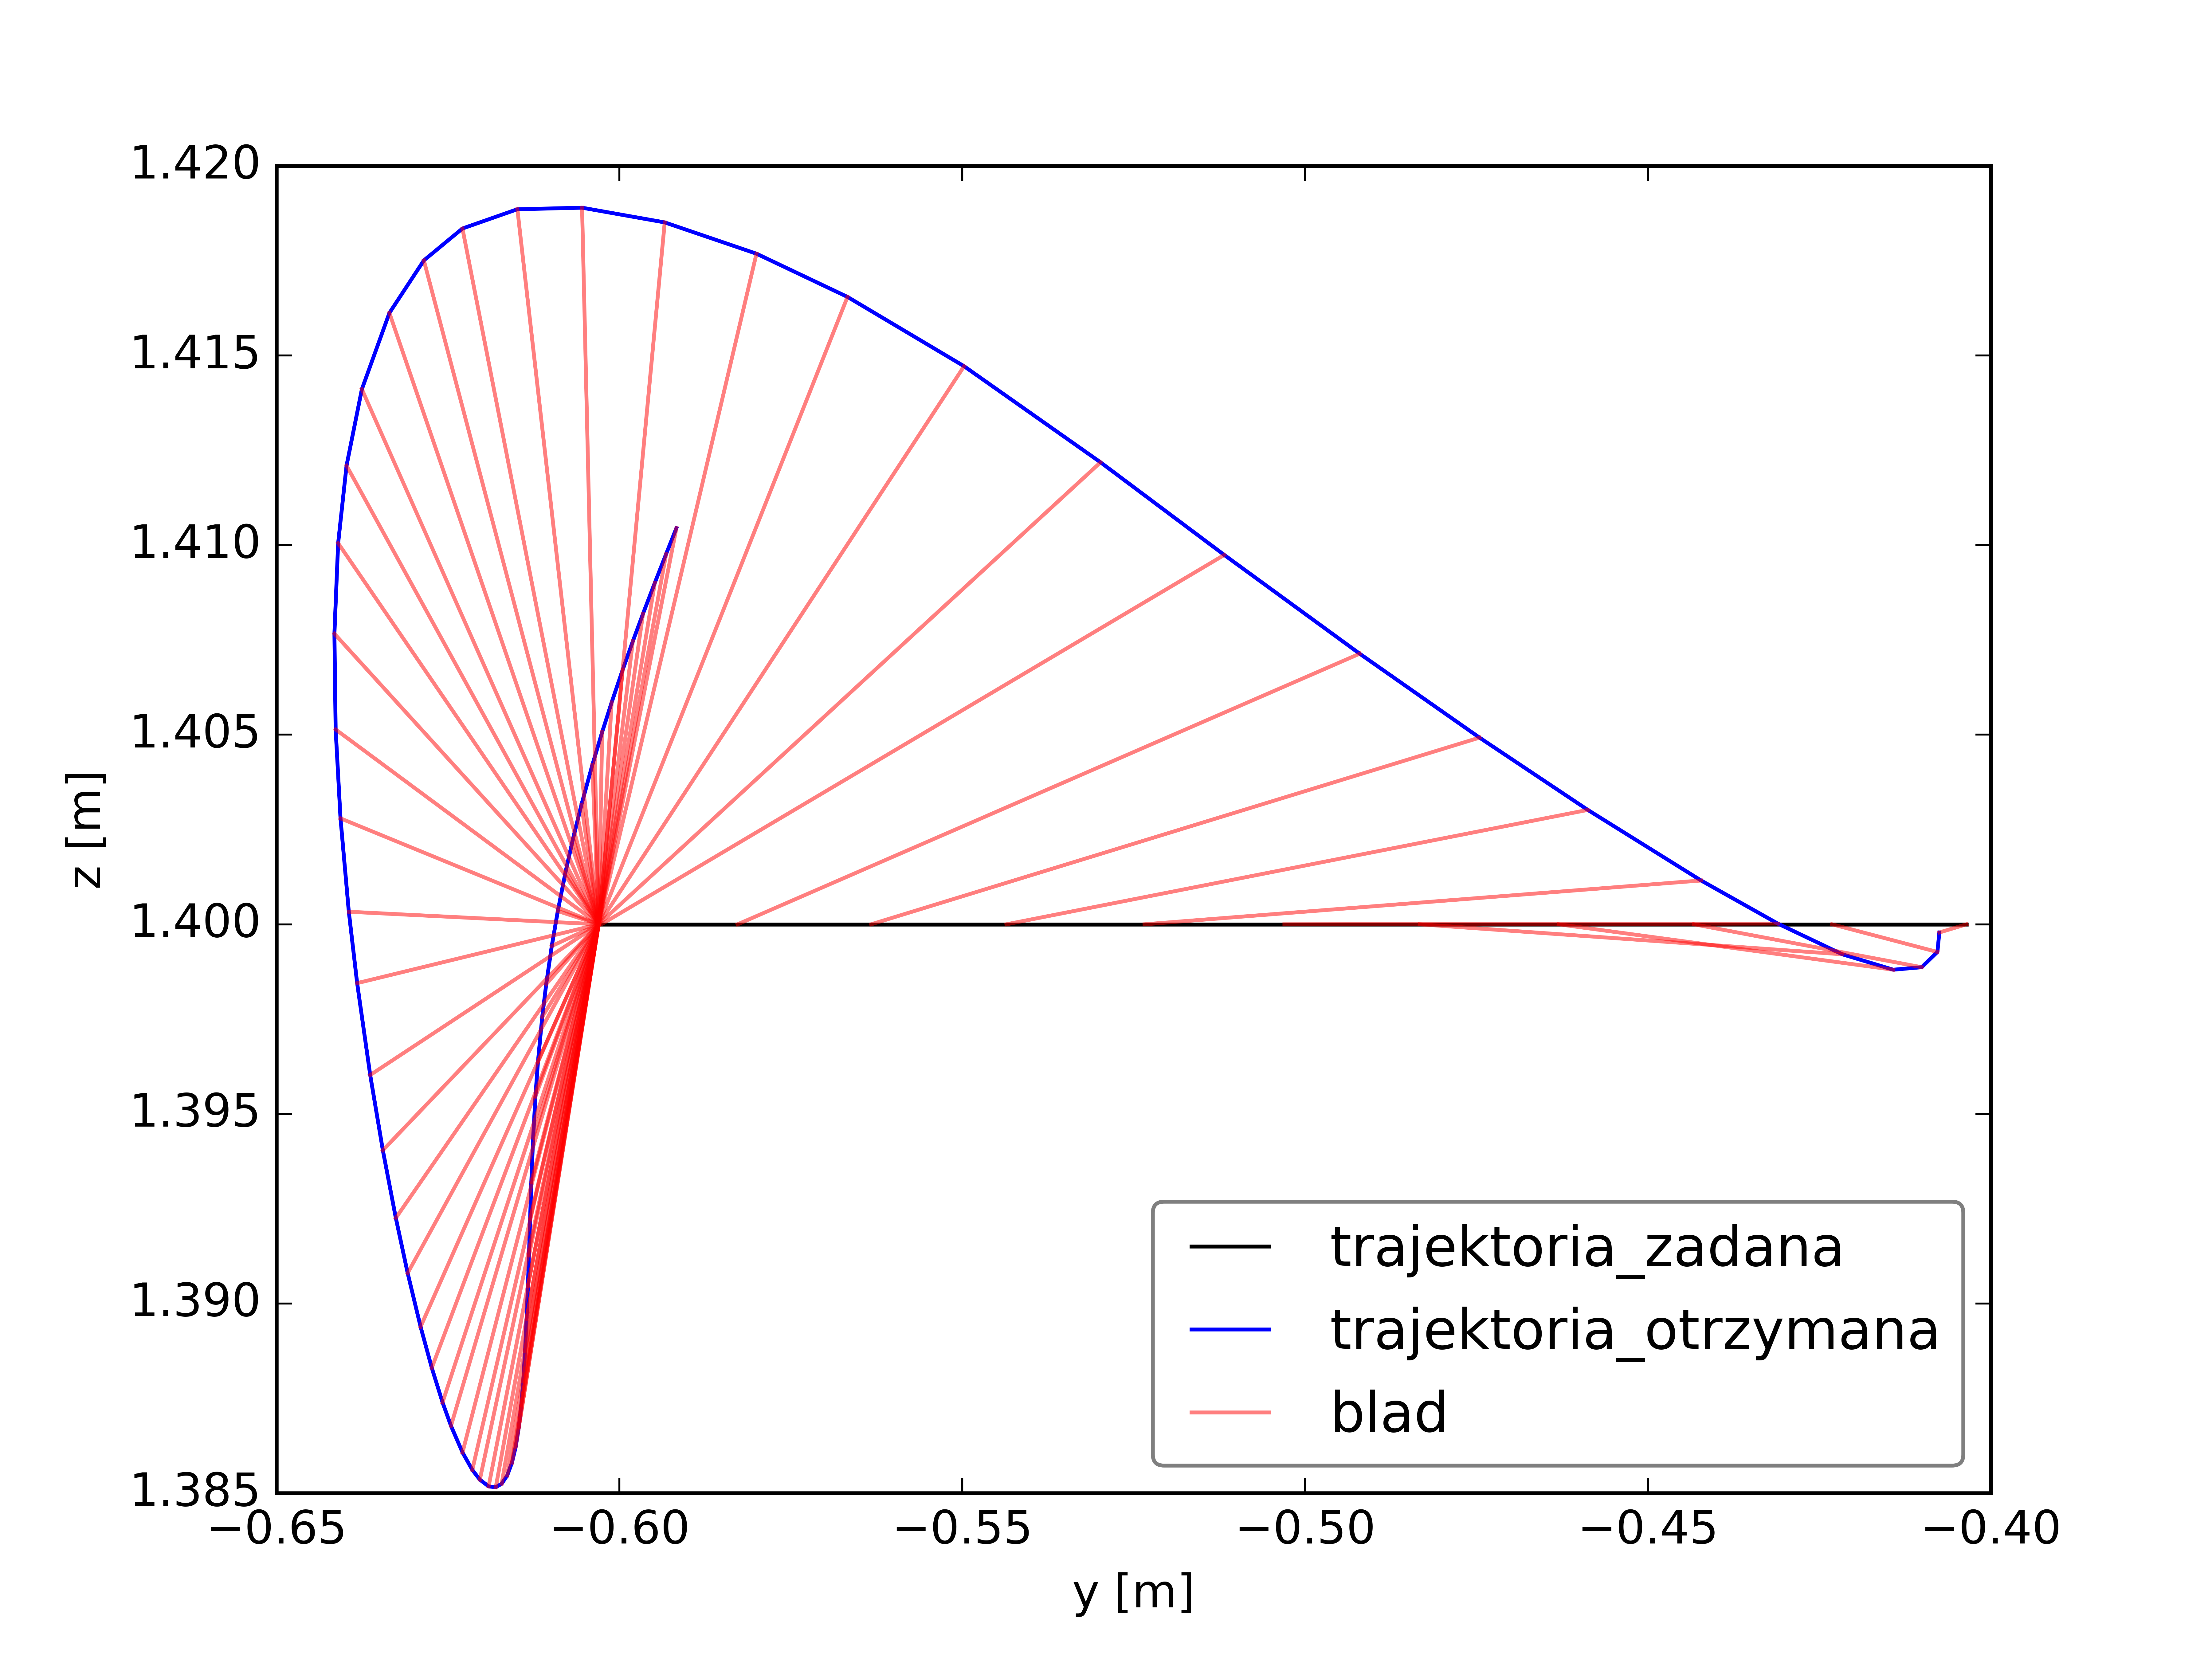 1.420
1.415
1.410
1.405
1.400
1.395
1.390
1.385
z [m]
−0.65 −0.60 −0.55 −0.50 −0.45 −0.40
y [m]
trajektoria_zadana
trajektoria_otrzymana
blad